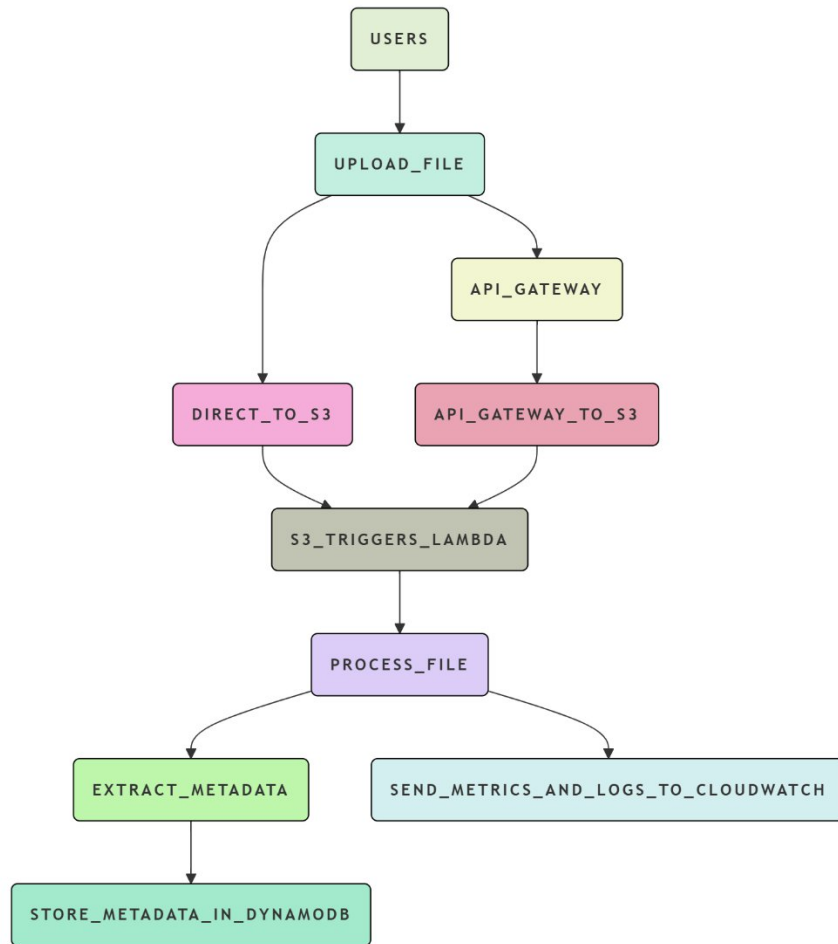 USERS
UPLOAD_FILE
API_GATEWAY
DIRECT_TO_S3
API_GATEWAY_TO_S3
S3_TRIGGERS_LAMBDA
PROCESS_FILE
EXTRACT_METADATA
SEND_METRICS_AND_LOGS_TO_CLOUDWATCH
STORE_METADATA_IN_DYNAMODB